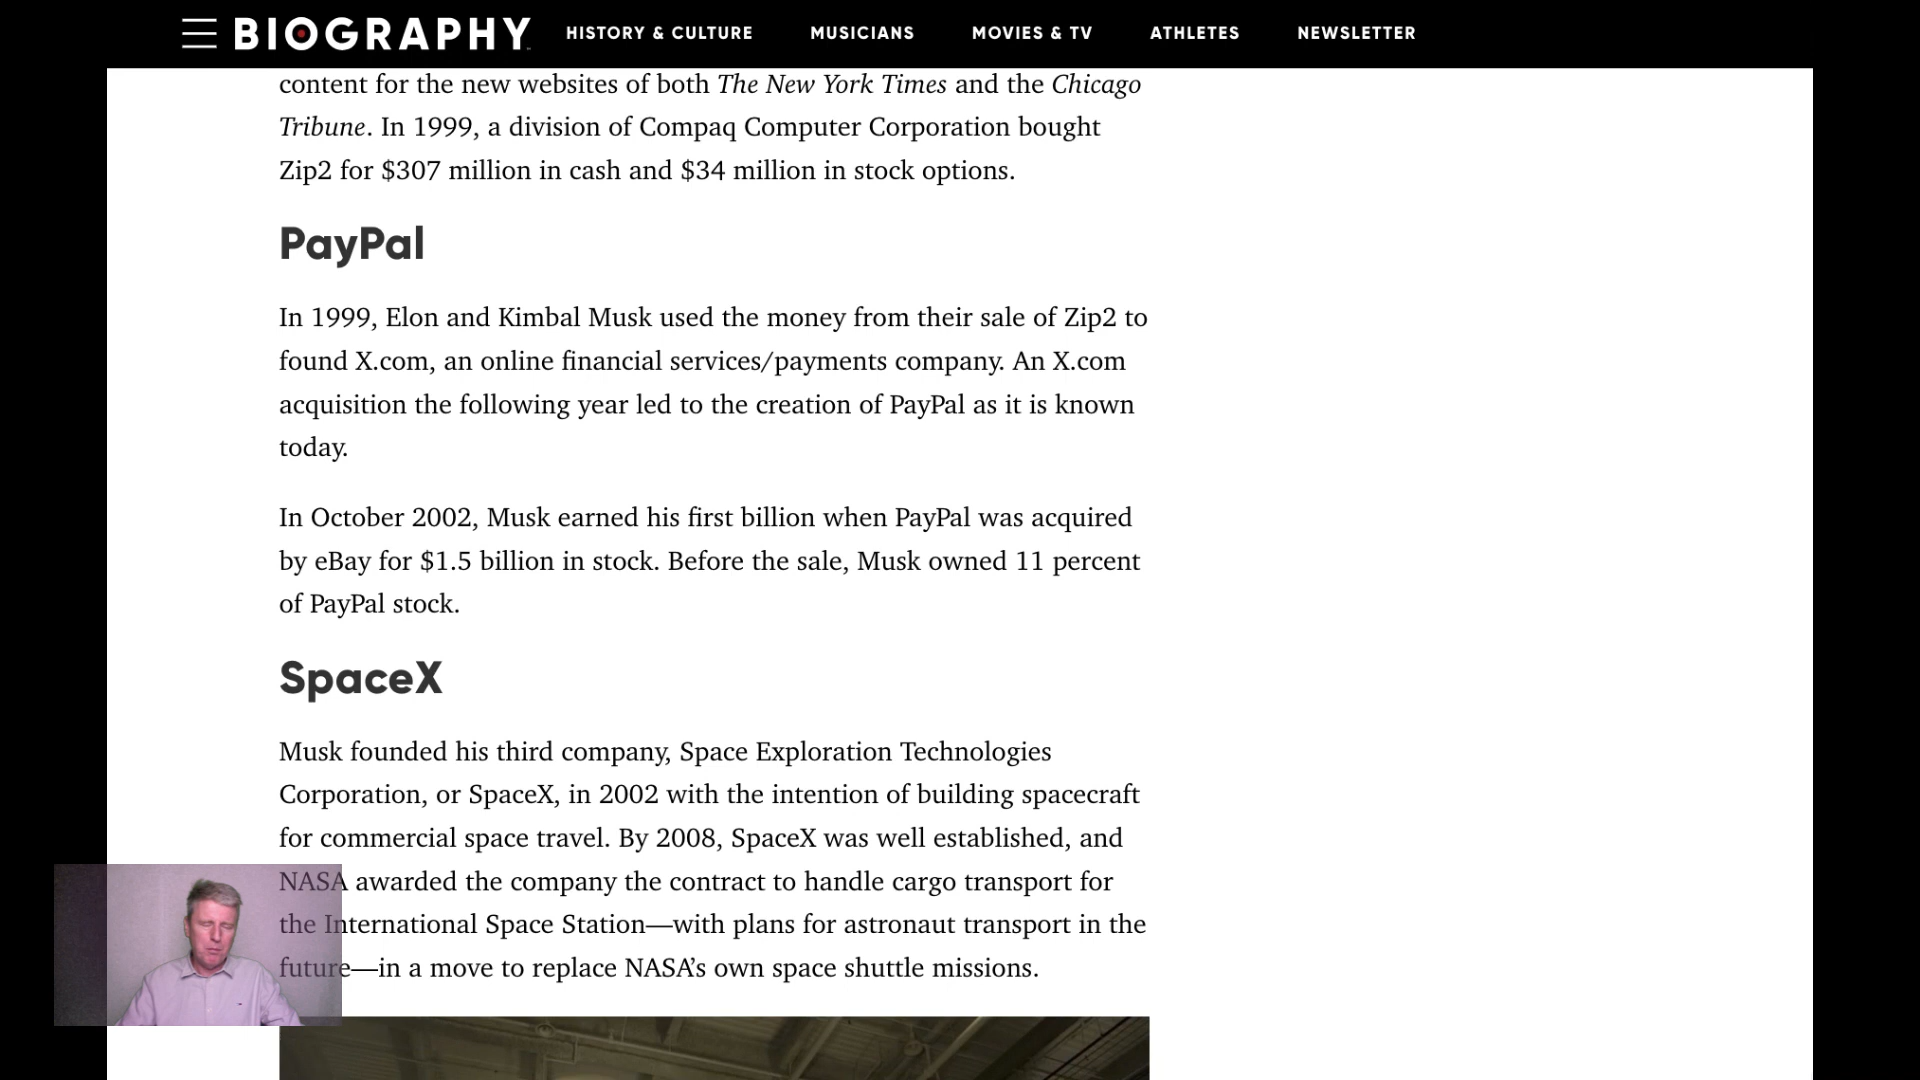 BIOGRAPHY HISTORY & CULTURE MUSICIANS MOVIES & TV ATHLETES NEWSLETTER
content for the new websites of both The New York Times and the Chicago
Tribune. In 1999, a division of Compaq Computer Corporation bought
Zip2 for $307 million in cash and $34 million in stock options.
PayPal
In 1999, Elon and Kimbal Musk used the money from their sale of Zip2 to
found X.com, an online financial services/payments company. An X.com
acquisition the following year led to the creation of PayPal as it is known
today.
In October 2002, Musk earned his first billion when PayPal was acquired
by eBay for $1.5 billion in stock. Before the sale, Musk owned 11 percent
of PayPal stock.
SpaceX
Musk founded his third company, Space Exploration Technologies
Corporation, or SpaceX, in 2002 with the intention of building spacecraft
for commercial space travel. By 2008, SpaceX was well established, and
NASA awarded the company the contract to handle cargo transport for
the International Space Station—with plans for astronaut transport in the
future—in a move to replace NASA’s own space shuttle missions.